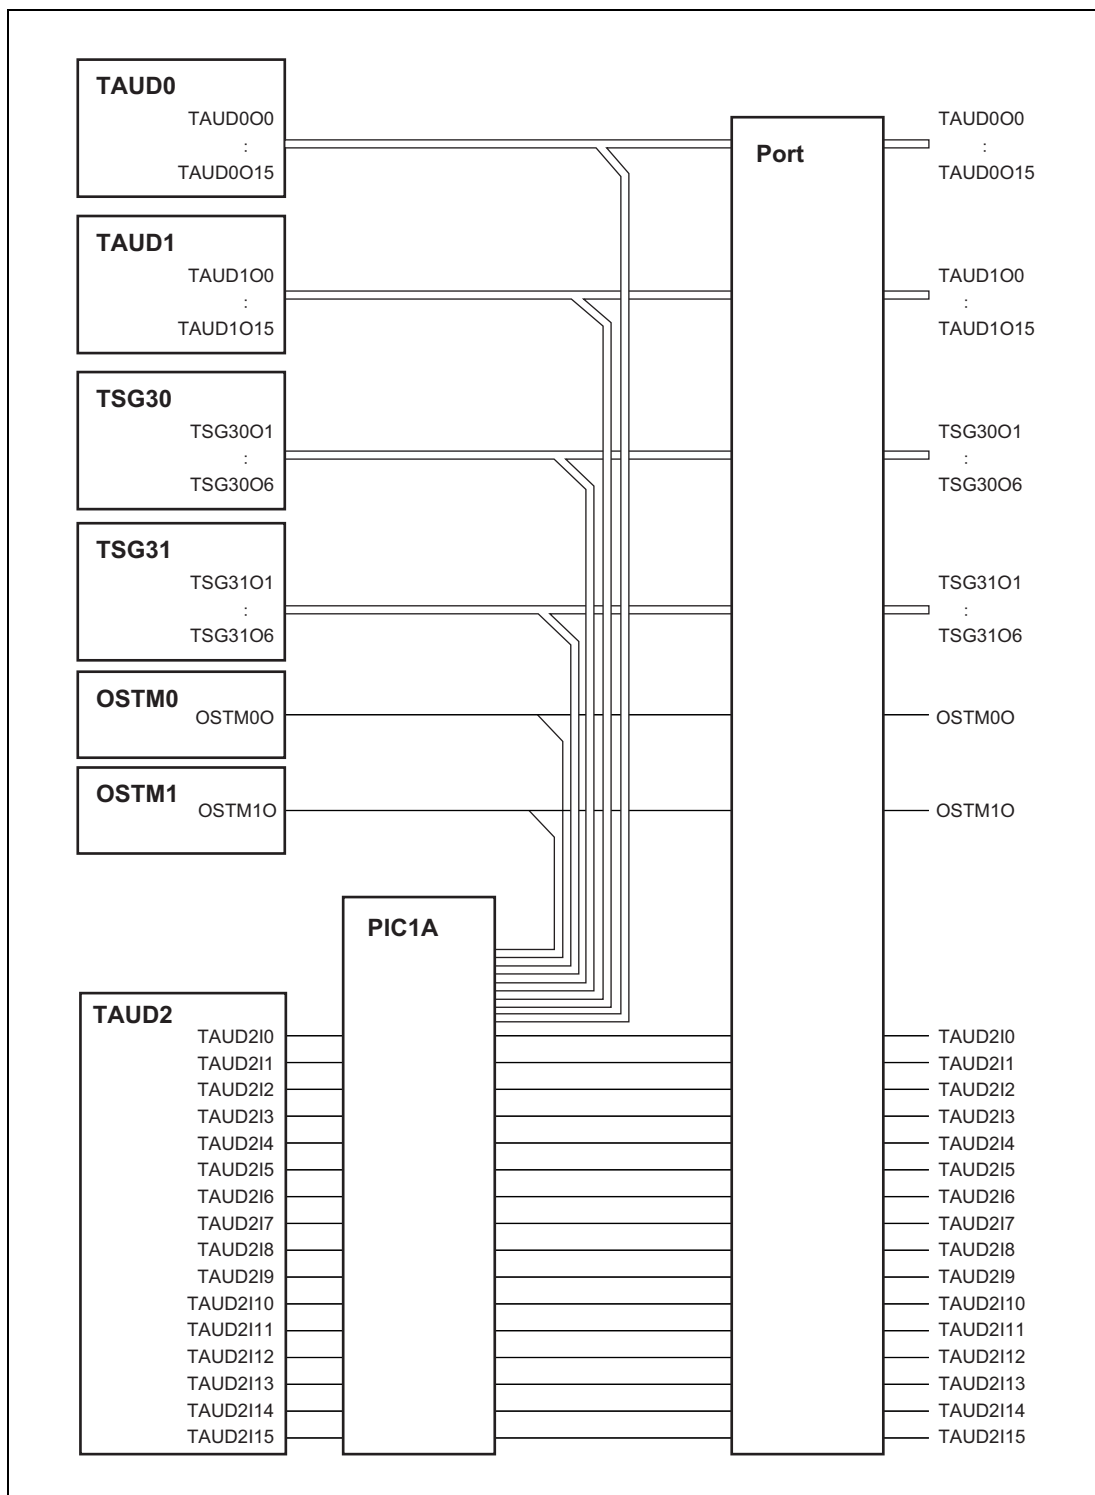 TAUD0
TAUD0O0
:
TAUD0O15
TAUD1
TAUD1O0
:
TAUD1O15
TSG30
TSG30O1
:
TSG30O6
TSG31
TSG31O1
:
TSG31O6
OSTM0
OSTM0O
OSTM1
OSTM1O
PIC1A
TAUD2
TAUD2I0
TAUD2I1
TAUD2I2
TAUD2I3
TAUD2I4
TAUD2I5
TAUD2I6
TAUD2I7
TAUD2I8
TAUD2I9
TAUD2I10
TAUD2I11
TAUD2I12
TAUD2I13
TAUD2I14
TAUD2I15
Port
TAUD0O0
:
TAUD0O15
TAUD1O0
:
TAUD1O15
TSG30O1
:
TSG30O6
TSG31O1
:
TSG31O6
OSTM0O
OSTM1O
TAUD2I0
TAUD2I1
TAUD2I2
TAUD2I3
TAUD2I4
TAUD2I5
TAUD2I6
TAUD2I7
TAUD2I8
TAUD2I9
TAUD2I10
TAUD2I11
TAUD2I12
TAUD2I13
TAUD2I14
TAUD2I15